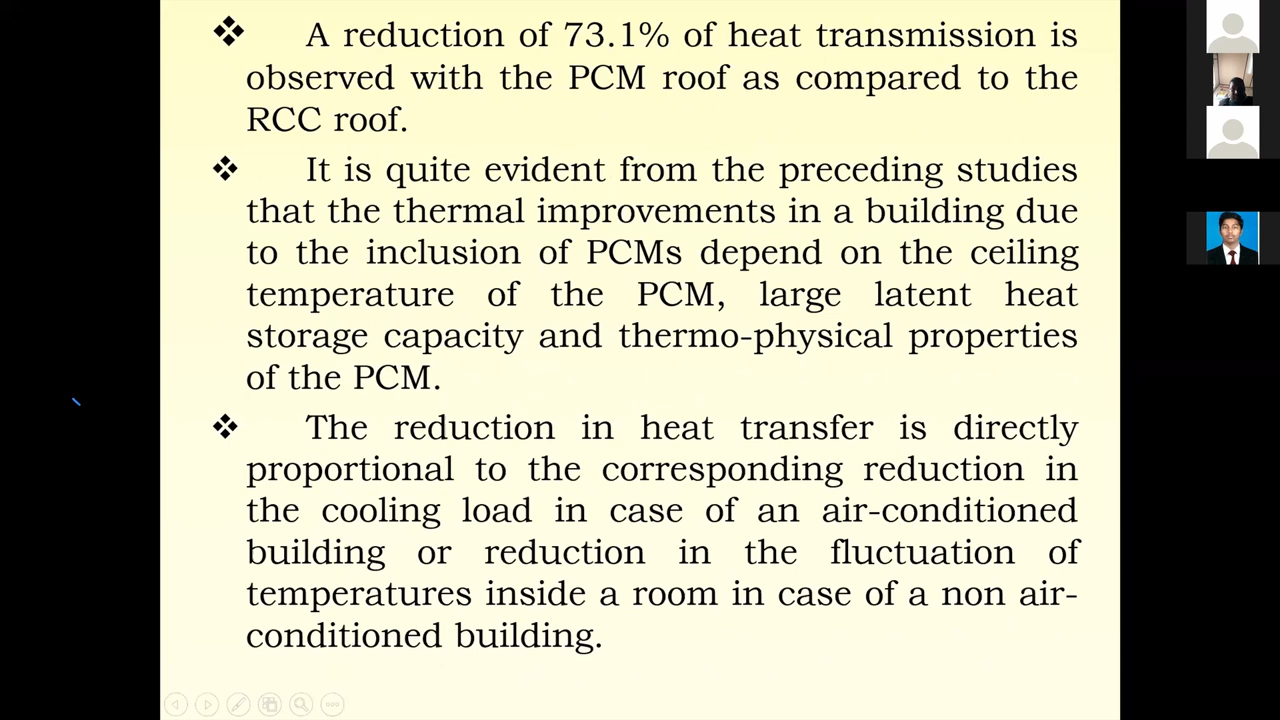 ❖ A reduction of 73.1% of heat transmission is
observed with the PCM roof as compared to the
RCC roof.
❖ It is quite evident from the preceding studies
that the thermal improvements in a building due
to the inclusion of PCMs depend on the ceiling
temperature of the PCM, large latent heat
storage capacity and thermo-physical properties
of the PCM.
❖ The reduction in heat transfer is directly
proportional to the corresponding reduction in
the cooling load in case of an air-conditioned
building or reduction in the fluctuation of
temperatures inside a room in case of a non air-
conditioned building.